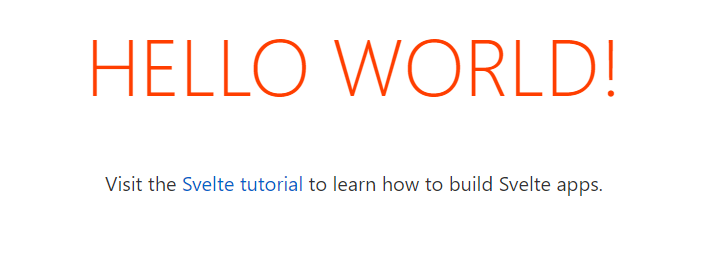 HELLO WORLD!
Visit the Svelte tutorial to learn how to build Svelte apps.